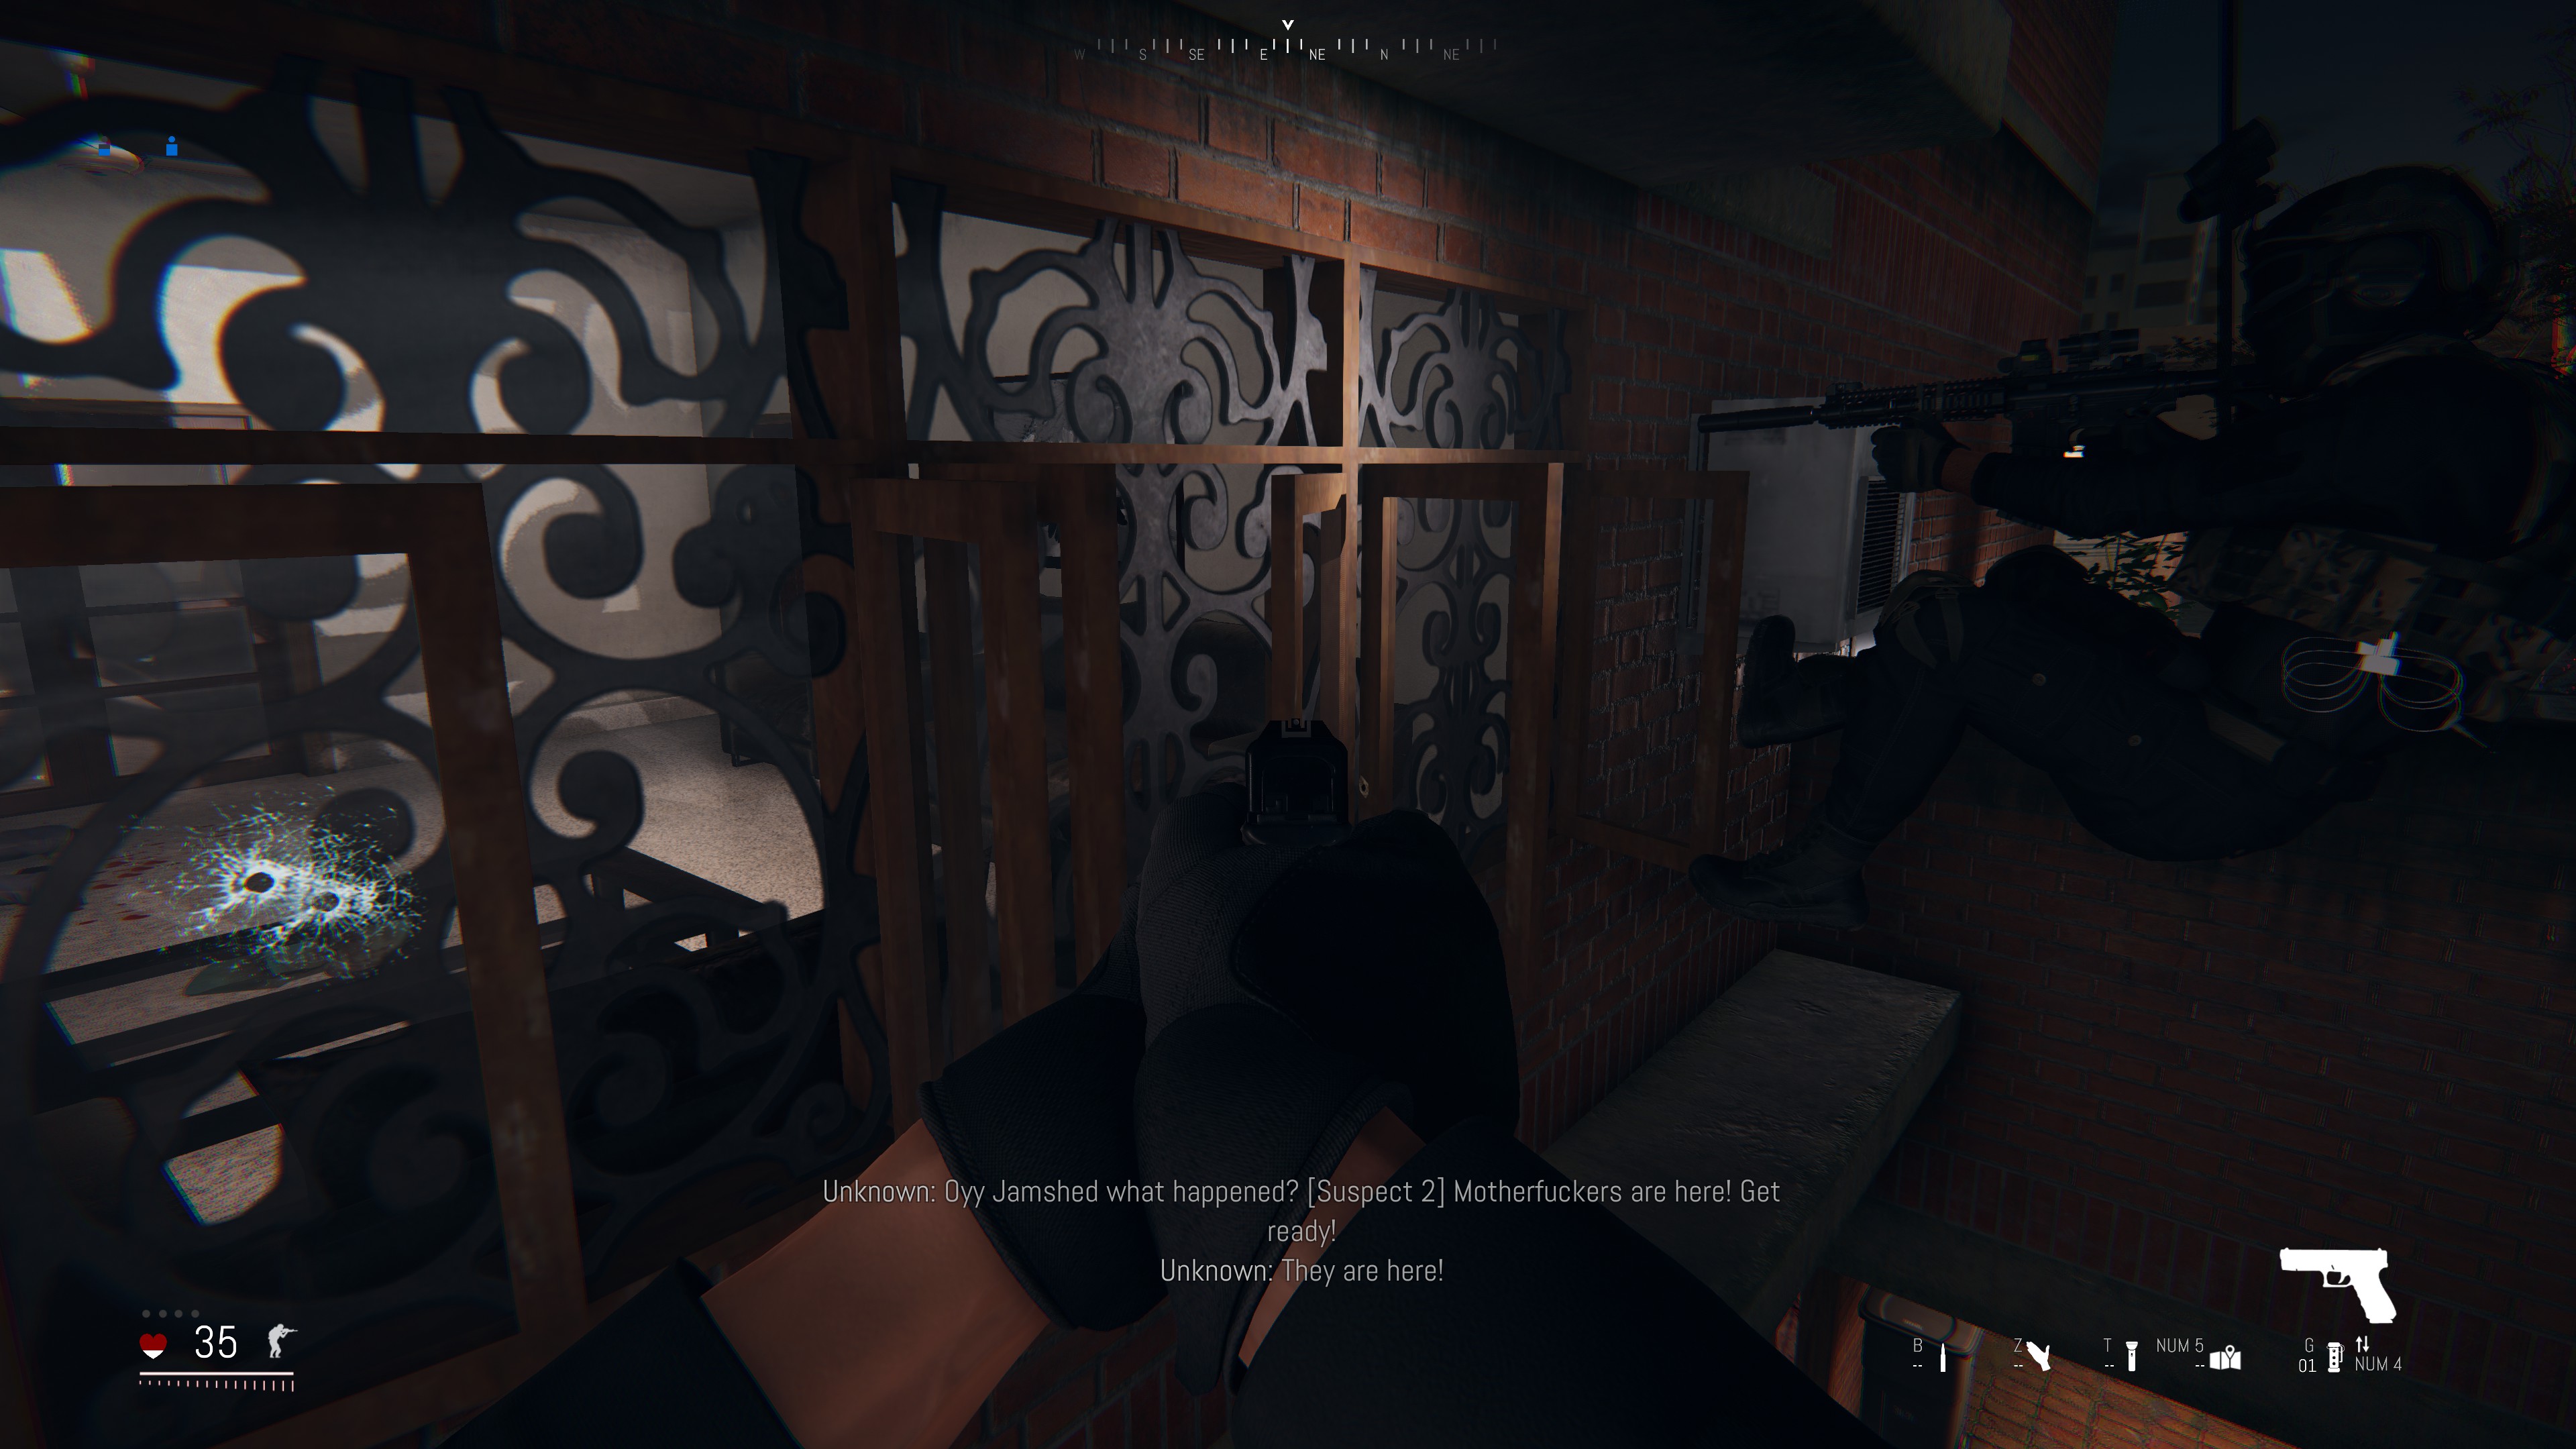 W S SE E NE N NE
Unknown: Oyy Jamshed what happened? [Suspect 2] Motherfuckers are here! Get
ready!
Unknown: They are here!
35
B Z T NUM 5 G
-- -- -- -- 01 NUM 4